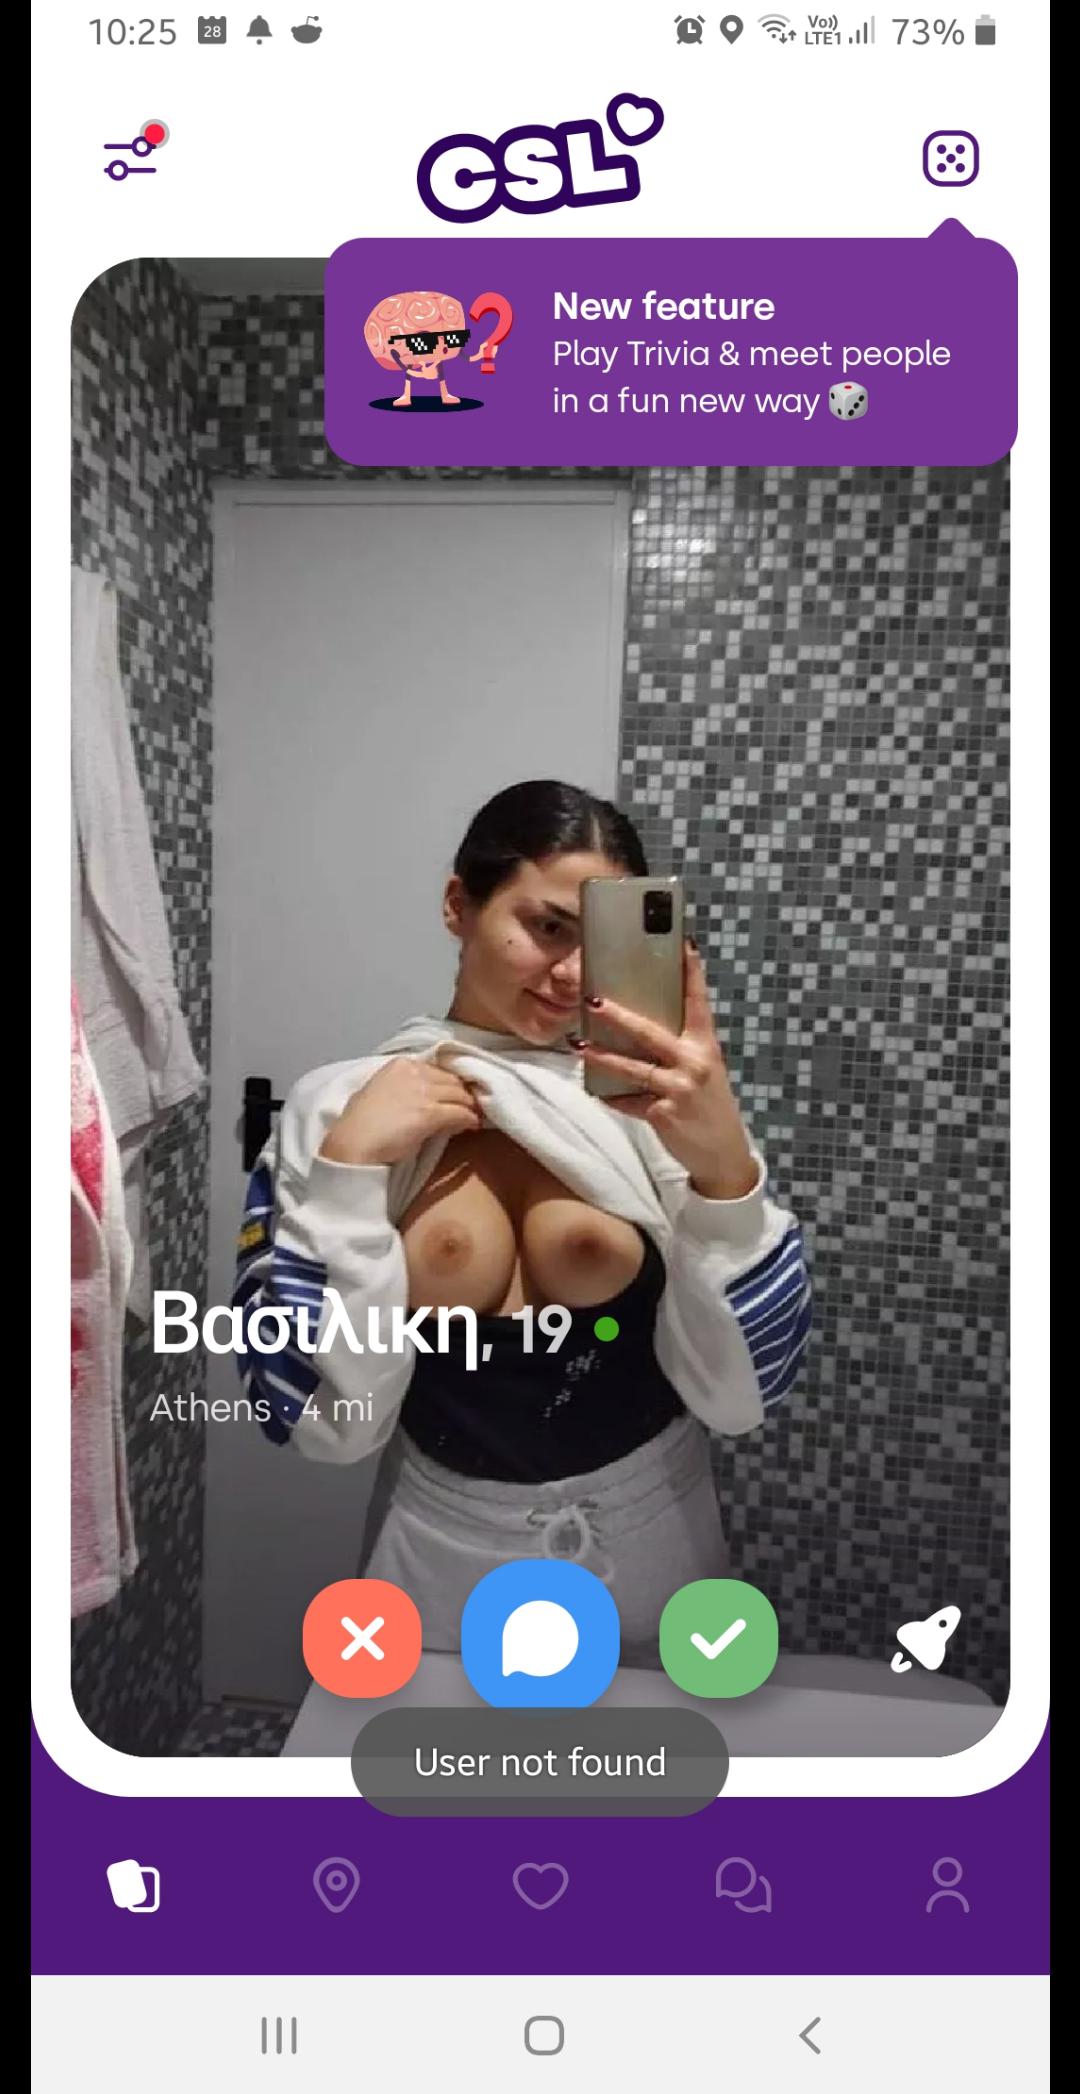 10:25
28
Vo))
LTE1
73%
CSL
New feature
Play Trivia & meet people
in a fun new way
Βασιλικη, 19
Athens · 4 mi
User not found